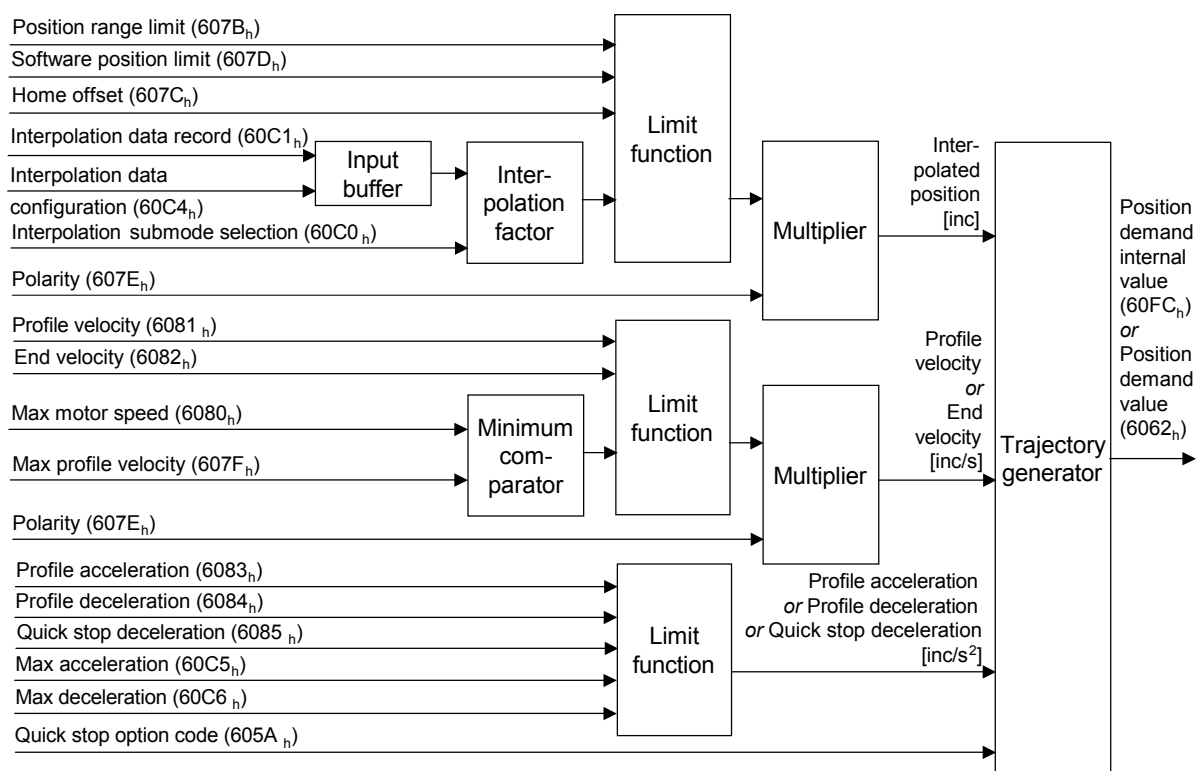 Position range limit (607Bh)
Software position limit (607Dh)
Home offset (607Ch)
Interpolation data record (60C1h)
Interpolation data
configuration (60C4h)
Interpolation submode selection (60C0 h)
Polarity (607Eh)
Input
buffer
Inter-
polation
factor
Limit
function
Multiplier
Inter-
polated
position
[inc]
Profile velocity (6081 h)
End velocity (6082h)
Max motor speed (6080h)
Max profile velocity (607Fh)
Polarity (607Eh)
Minimum
com-
parator
Limit
function
Multiplier
Profile
velocity
or
End
velocity
[inc/s]
Profile acceleration (6083h)
Profile deceleration (6084h)
Quick stop deceleration (6085 h)
Max acceleration (60C5h)
Max deceleration (60C6 h)
Quick stop option code (605A h)
Limit
function
Profile acceleration
or Profile deceleration
or Quick stop deceleration
[inc/s2]
Trajectory
generator
Position
demand
internal
value
(60FCh)
or
Position
demand
value
(6062h)